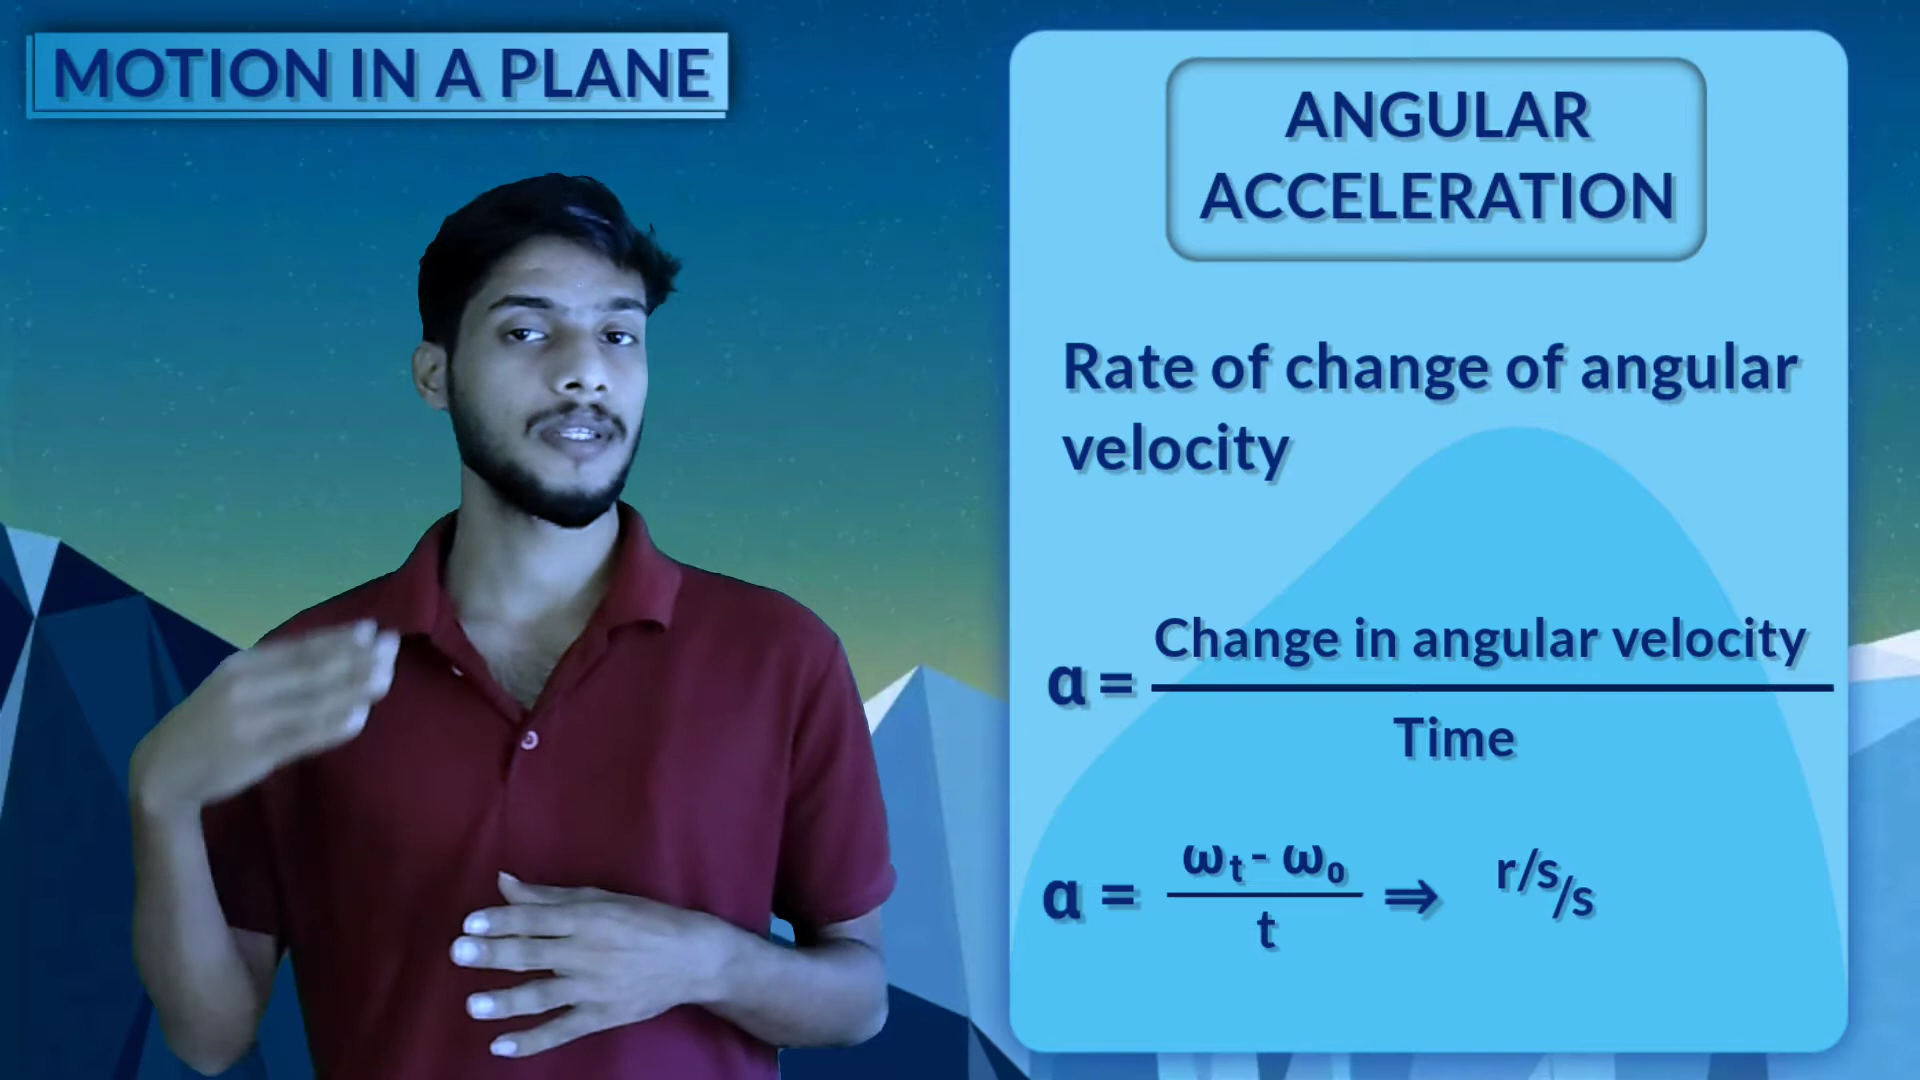 MOTION IN A PLANE
ANGULAR
ACCELERATION
Rate of change of angular
velocity
α = Change in angular velocity / Time
α = ωₜ - ω₀ / t ⇒ r/s/s